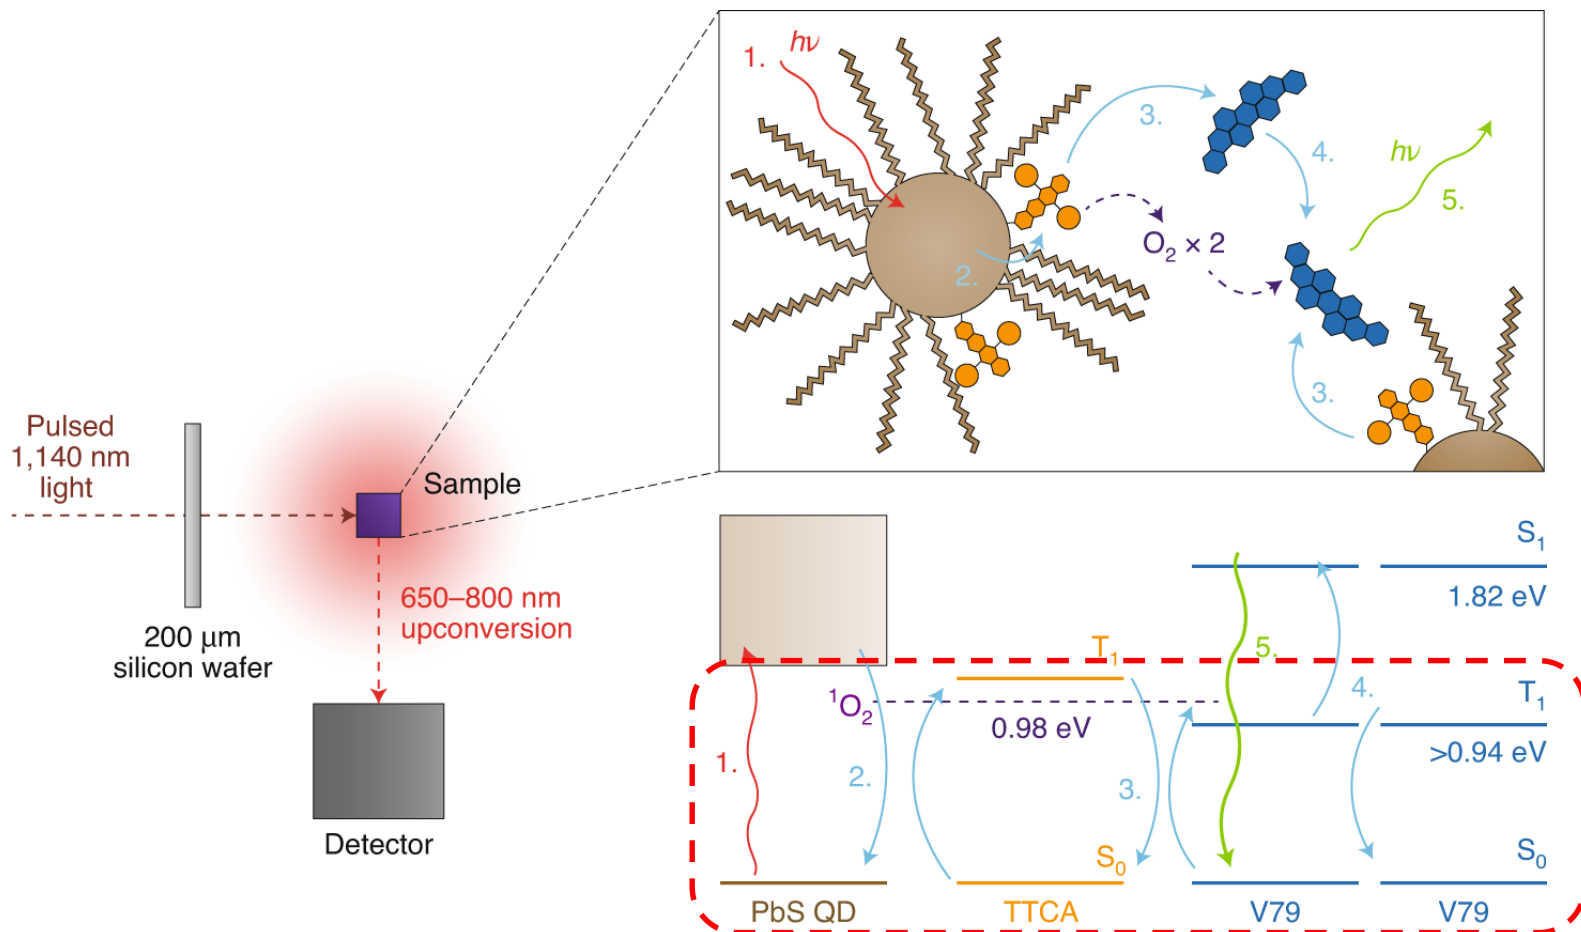 Pulsed
1,140 nm
light
200 μm
silicon wafer
Sample
650–800 nm
upconversion
Detector
1.
hν
2.
3.
4.
O₂ × 2
hν
5.
3.
S₁
1.82 eV
T₁
5.
¹O₂
0.98 eV
4.
T₁
>0.94 eV
1.
2.
3.
S₀
S₀
PbS QD
TTCA
V79
V79